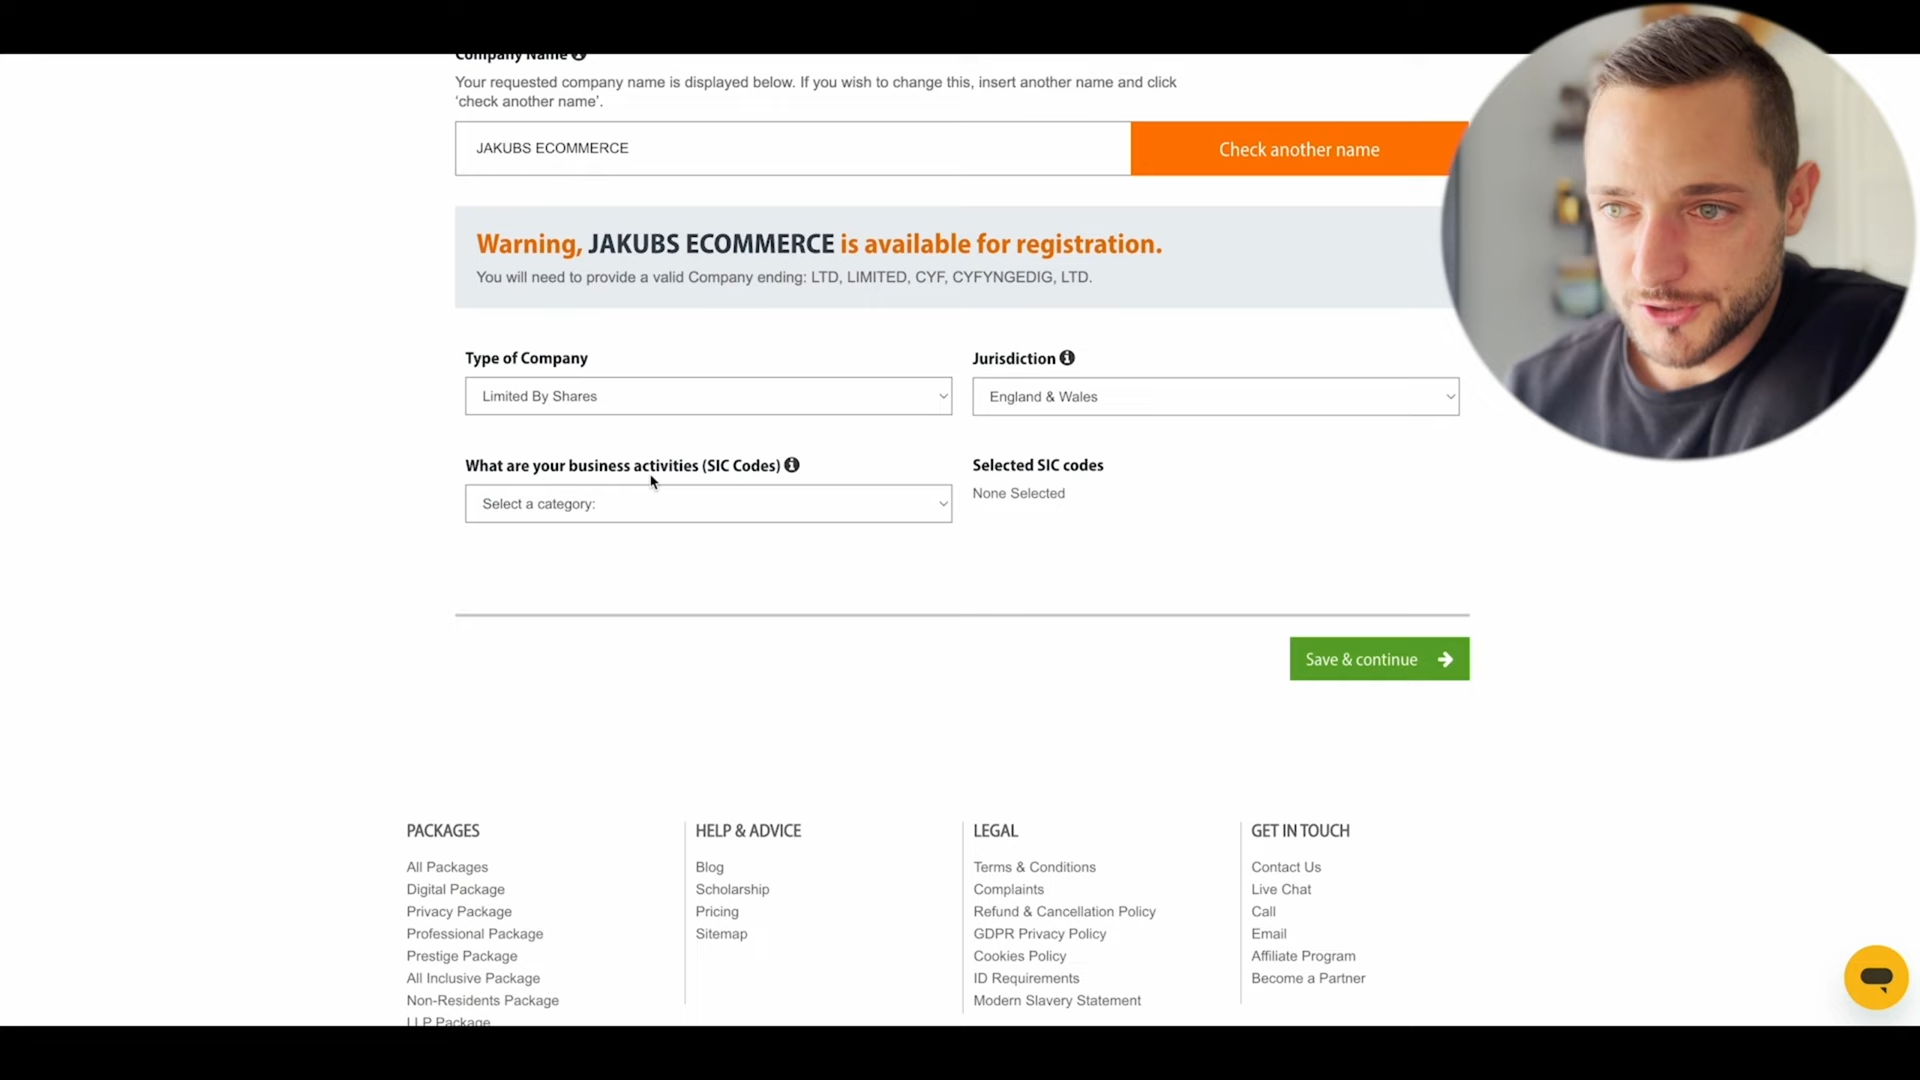 Company Name
Your requested company name is displayed below. If you wish to change this, insert another name and click
‘check another name’.
JAKUBS ECOMMERCE
Check another name
Warning, JAKUBS ECOMMERCE is available for registration.
You will need to provide a valid Company ending: LTD, LIMITED, CYF, CYFYNGEDIG, LTD.
Type of Company
Jurisdiction
Limited By Shares
England & Wales
What are your business activities (SIC Codes)
Selected SIC codes
Select a category:
None Selected
Save & continue
PACKAGES
All Packages
Digital Package
Privacy Package
Professional Package
Prestige Package
All Inclusive Package
Non-Residents Package
LLP Package
HELP & ADVICE
Blog
Scholarship
Pricing
Sitemap
LEGAL
Terms & Conditions
Complaints
Refund & Cancellation Policy
GDPR Privacy Policy
Cookies Policy
ID Requirements
Modern Slavery Statement
GET IN TOUCH
Contact Us
Live Chat
Call
Email
Affiliate Program
Become a Partner